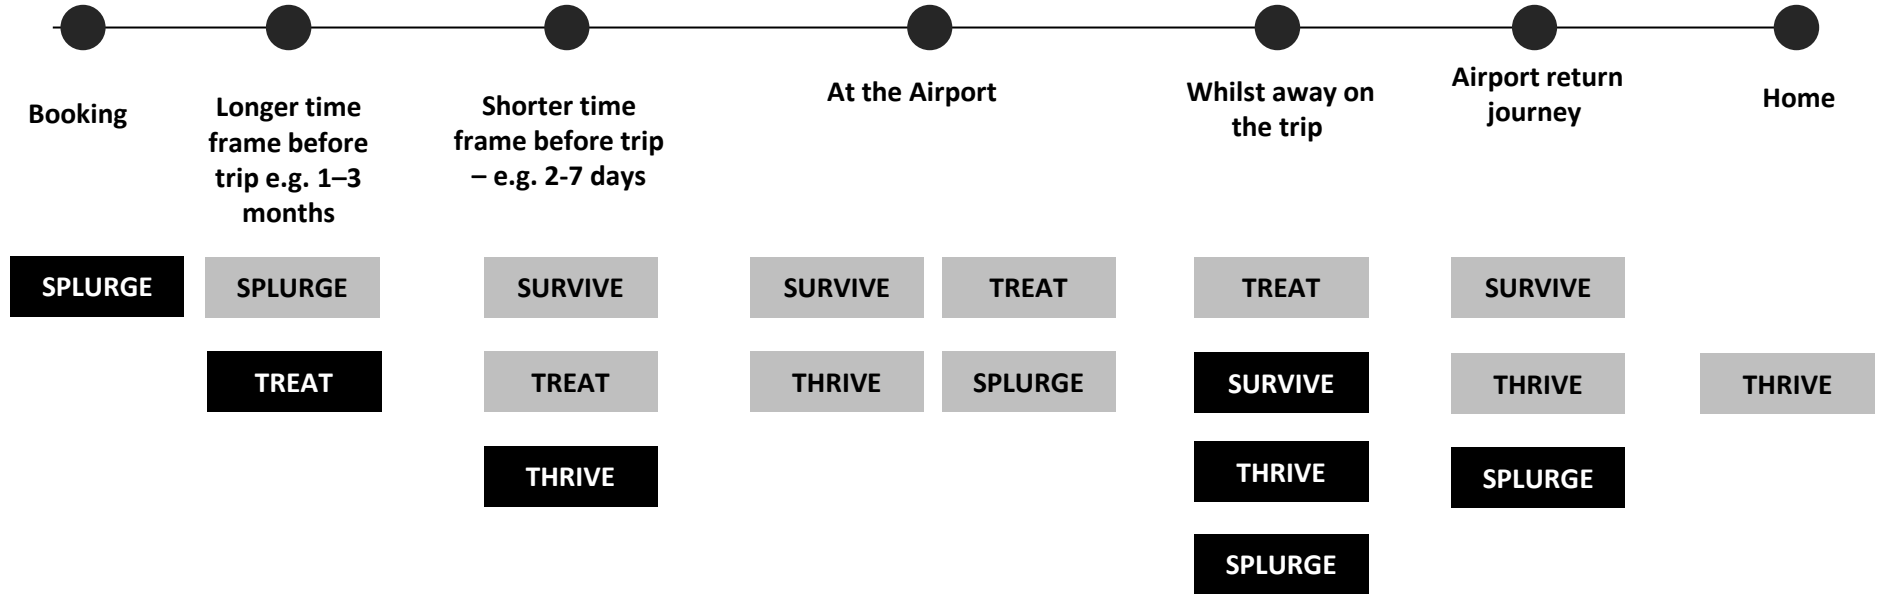 Booking
Longer time
frame before
trip e.g. 1–3
months
Shorter time
frame before trip
– e.g. 2-7 days
At the Airport
Whilst away on
the trip
Airport return
journey
Home
SPLURGE
SPLURGE
TREAT
SURVIVE
TREAT
THRIVE
SURVIVE
TREAT
THRIVE
SPLURGE
TREAT
SURVIVE
THRIVE
SPLURGE
SURVIVE
THRIVE
SPLURGE
THRIVE